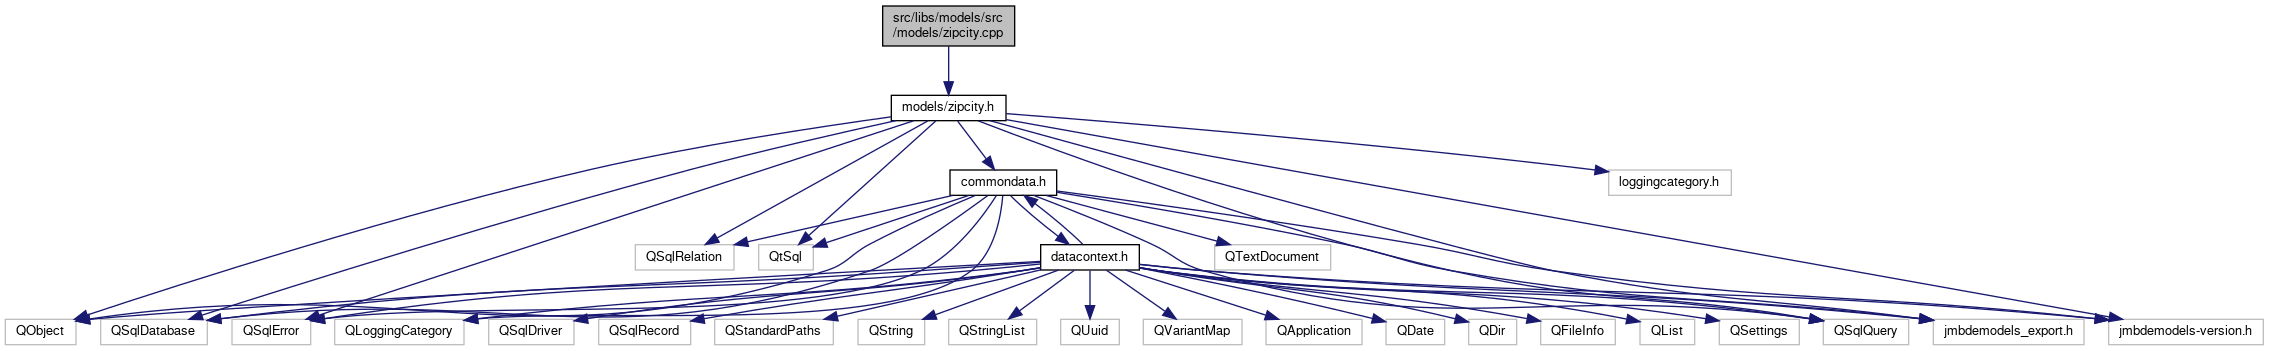 src/libs/models/src
/models/zipcity.cpp
models/zipcity.h
commondata.h
loggingcategory.h
QSqlRelation
QtSql
datacontext.h
QTextDocument
QObject
QSqlDatabase
QSqlError
QLoggingCategory
QSqlDriver
QSqlRecord
QStandardPaths
QString
QStringList
QUuid
QVariantMap
QApplication
QDate
QDir
QFileInfo
QList
QSettings
QSqlQuery
jmbdemodels_export.h
jmbdemodels-version.h